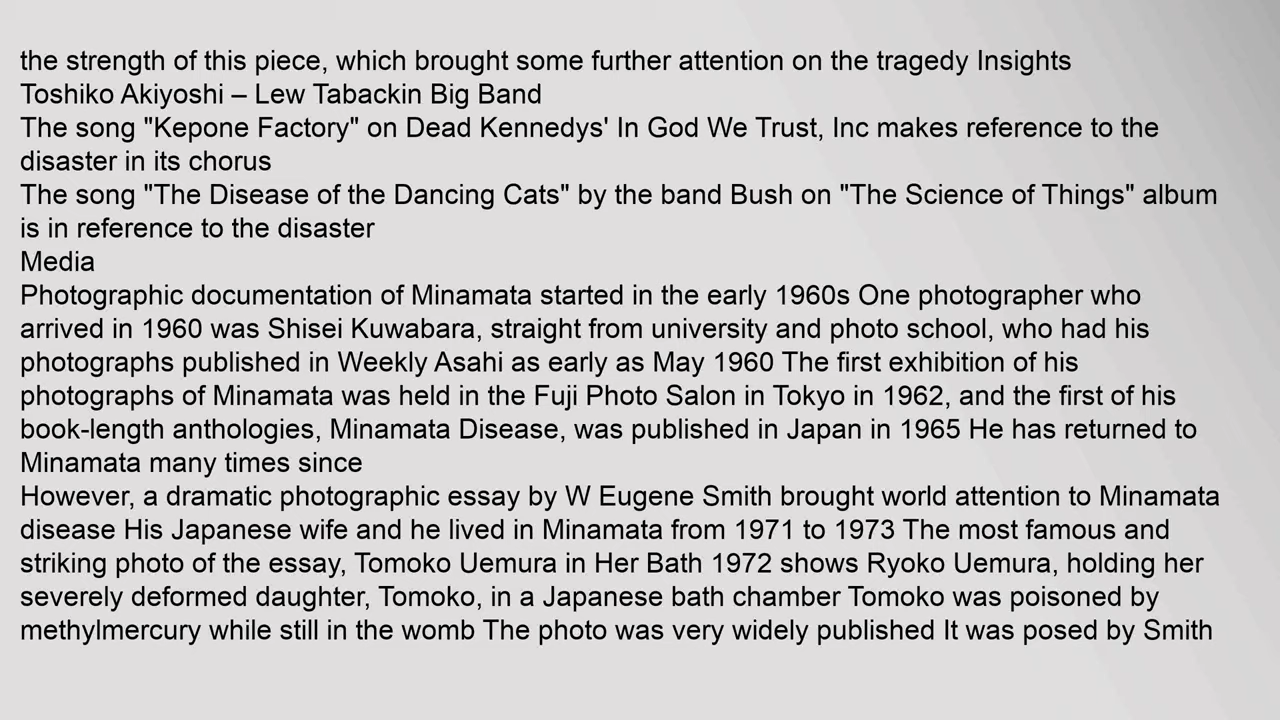 the strength of this piece, which brought some further attention on the tragedy Insights
Toshiko Akiyoshi – Lew Tabackin Big Band
The song "Kepone Factory" on Dead Kennedys' In God We Trust, Inc makes reference to the
disaster in its chorus
The song "The Disease of the Dancing Cats" by the band Bush on "The Science of Things" album
is in reference to the disaster
Media
Photographic documentation of Minamata started in the early 1960s One photographer who
arrived in 1960 was Shisei Kuwabara, straight from university and photo school, who had his
photographs published in Weekly Asahi as early as May 1960 The first exhibition of his
photographs of Minamata was held in the Fuji Photo Salon in Tokyo in 1962, and the first of his
book-length anthologies, Minamata Disease, was published in Japan in 1965 He has returned to
Minamata many times since
However, a dramatic photographic essay by W Eugene Smith brought world attention to Minamata
disease His Japanese wife and he lived in Minamata from 1971 to 1973 The most famous and
striking photo of the essay, Tomoko Uemura in Her Bath 1972 shows Ryoko Uemura, holding her
severely deformed daughter, Tomoko, in a Japanese bath chamber Tomoko was poisoned by
methylmercury while still in the womb The photo was very widely published It was posed by Smith